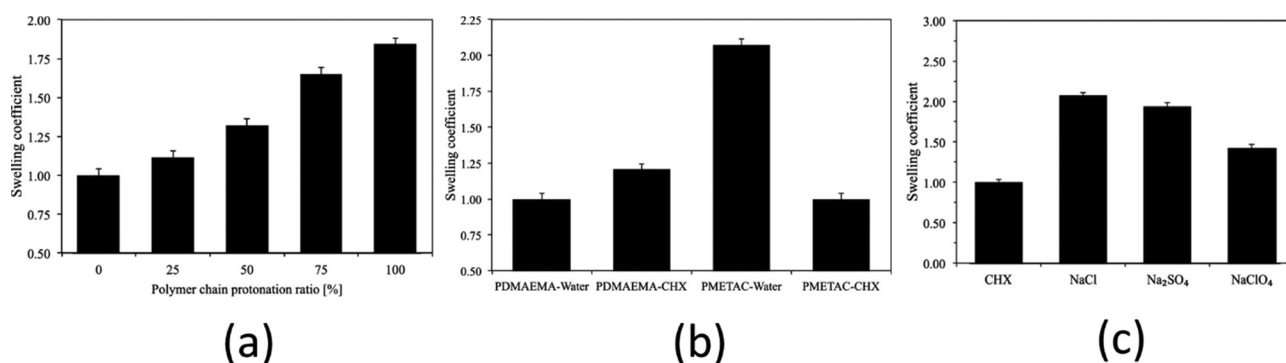 2.00
1.75
1.50
1.25
1.00
0.75
0.50
Swelling coefficient
0 25 50 75 100
Polymer chain protonation ratio [%]
(a)
2.25
2.00
1.75
1.50
1.25
1.00
0.75
0.50
Swelling coefficient
PDMAEMA-Water PDMAEMA-CHX PMETAC-Water PMETAC-CHX
(b)
3.00
2.50
2.00
1.50
1.00
0.50
0.00
Swelling coefficient
CHX NaCl Na₂SO₄ NaClO₄
(c)